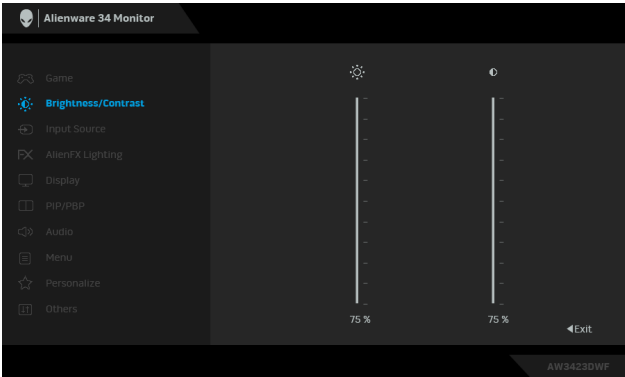 Alienware 34 Monitor
Game
Brightness/Contrast
Input Source
FX AlienFX Lighting
Display
PIP/PBP
Audio
Menu
Personalize
Others
75 % 75 %
Exit
AW3423DWF